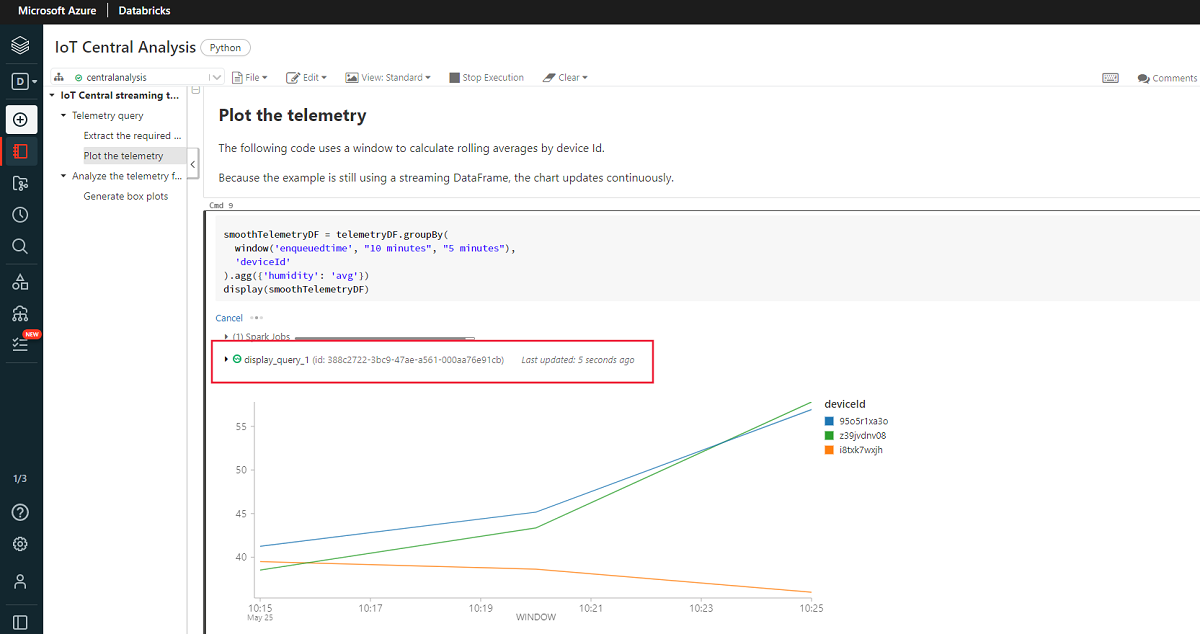 Microsoft Azure | Databricks
IoT Central Analysis Python
D
centralanalysis File Edit View: Standard Stop Execution Clear Comments
IoT Central streaming t...
Telemetry query
Extract the required ...
Plot the telemetry
Analyze the telemetry f...
Generate box plots
NEW
1/3
Plot the telemetry
The following code uses a window to calculate rolling averages by device Id.
Because the example is still using a streaming DataFrame, the chart updates continuously.
Cmd 9
smoothTelemetryDF = telemetryDF.groupBy(
window('enqueuedtime', "10 minutes", "5 minutes"),
'deviceId'
).agg({'humidity': 'avg'})
display(smoothTelemetryDF)
Cancel
(1) Spark Jobs
display_query_1 (id: 388c2722-3bc9-47ae-a561-000aa76e91cb) Last updated: 5 seconds ago
55
50
45
40
10:15 10:17 10:19 10:21 10:23 10:25
May 25
WINDOW
deviceId
95o5r1xa3o
z39jvdnv08
i8txk7wxjh